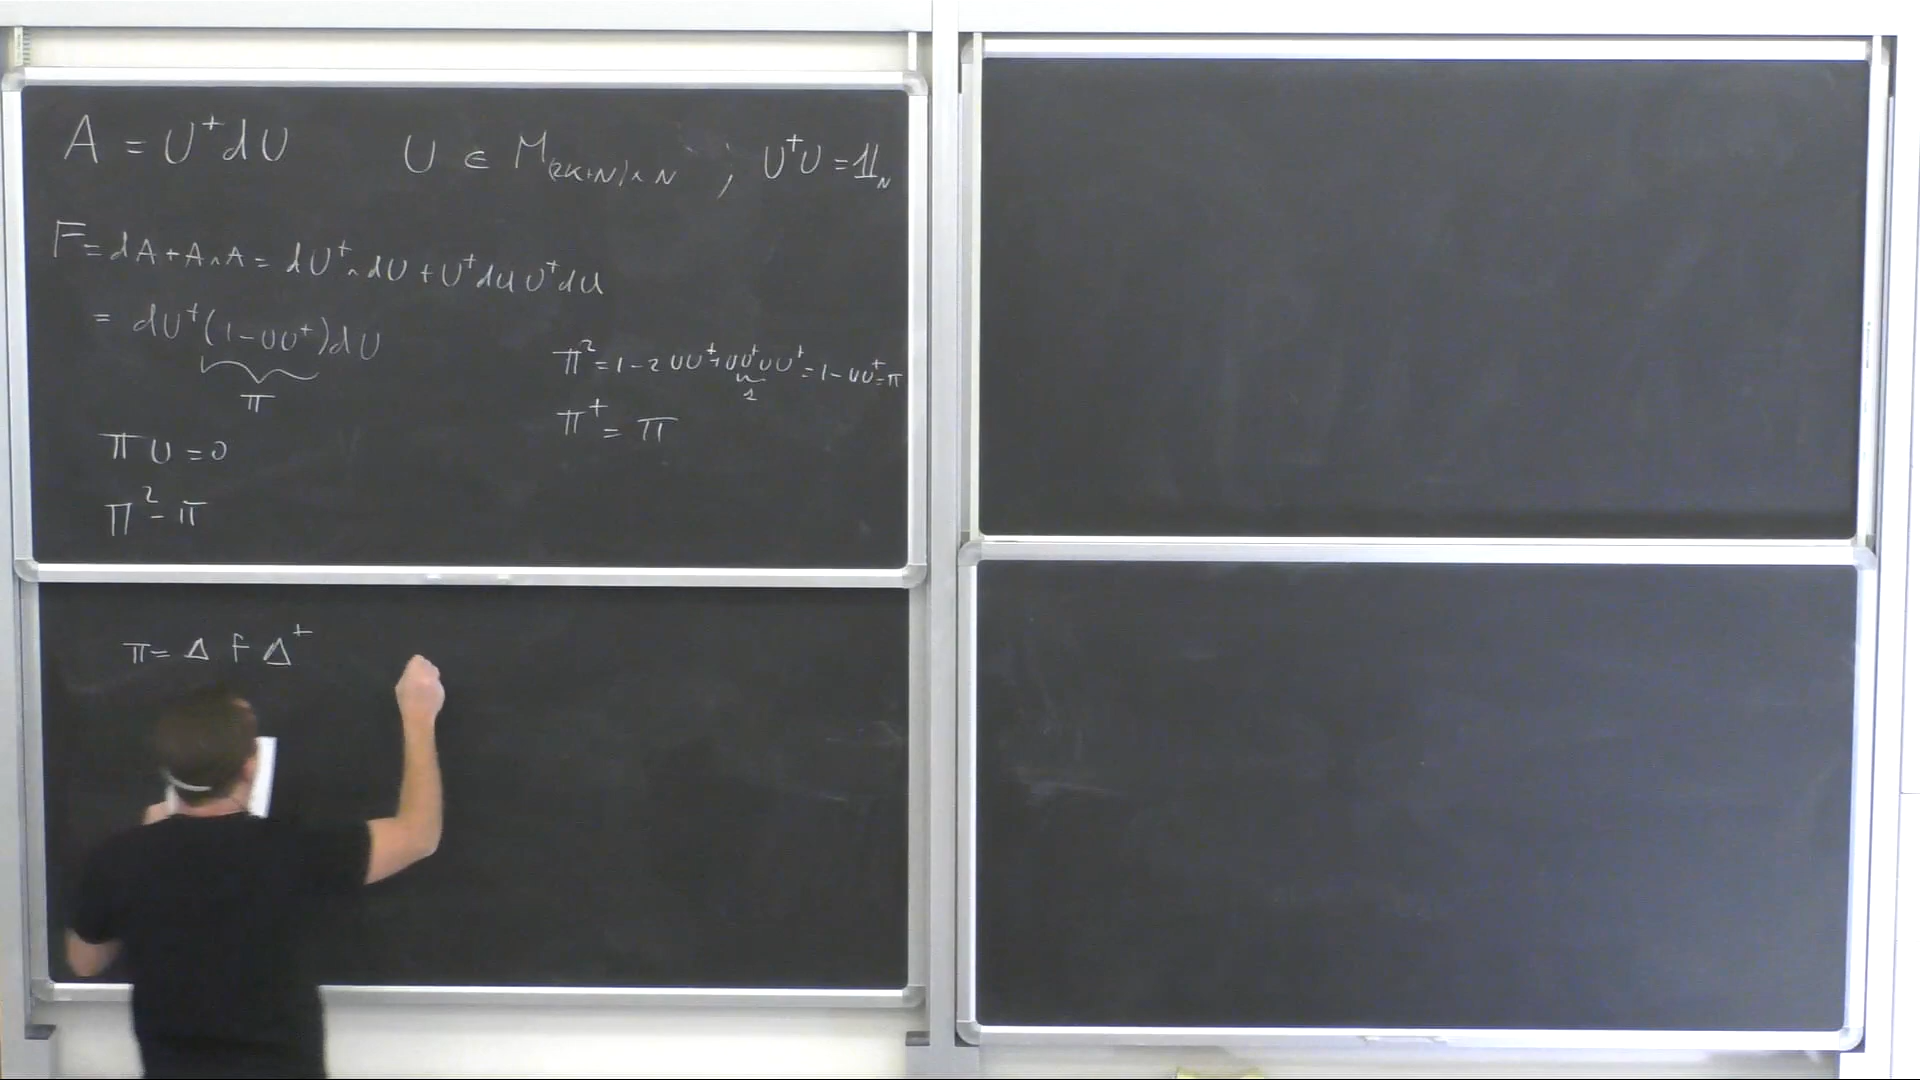 A = U⁺dU U ∈ M₍₂ₖ₊ₙ₎ₓₙ ; U⁺U = 𝟙ₙ
F = dA + A∧A = dU⁺∧dU + U⁺dU U⁺dU
= dU⁺(1-UU⁺)dU
π
π U = 0
π² = π
π² = 1-2UU⁺+UU⁺UU⁺ = 1-UU⁺ = π
1
π⁺ = π
π = Δ f Δ⁺